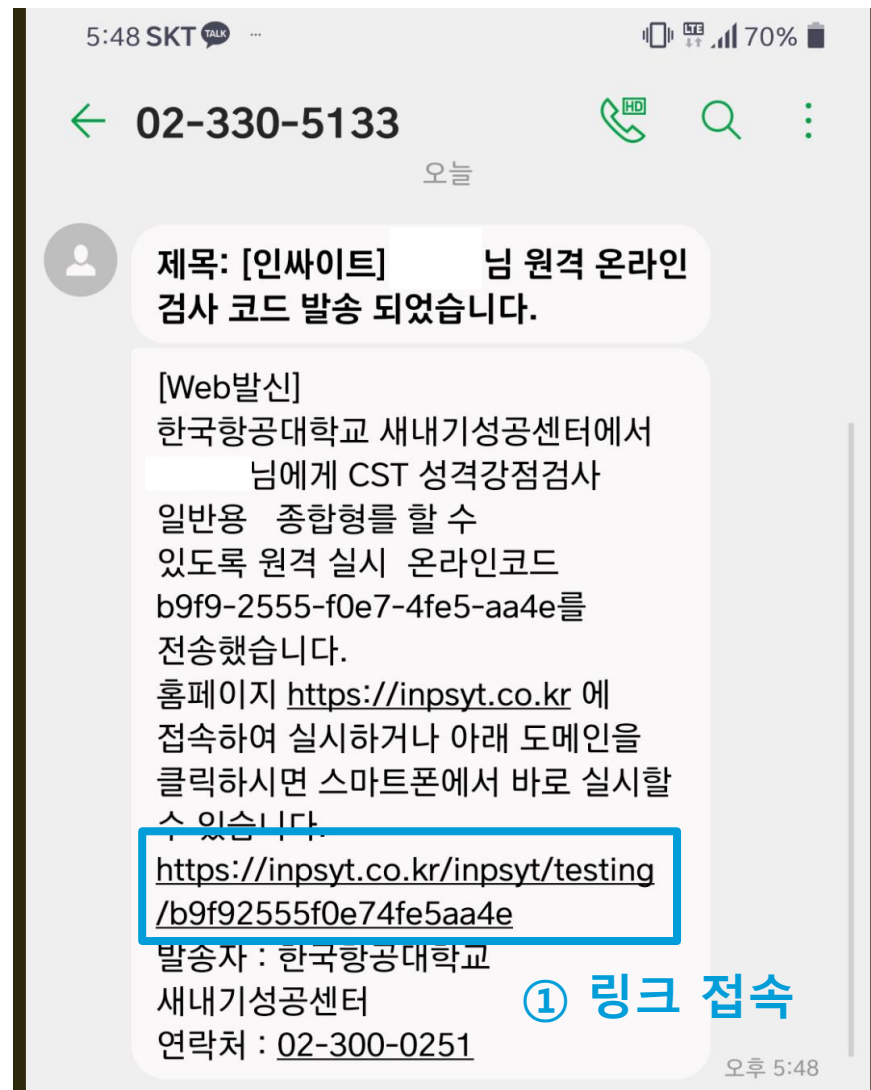 5:48 SKT TALK ... LTE 70%
02-330-5133 HD
오늘
제목: [인싸이트] 님 원격 온라인
검사 코드 발송 되었습니다.
[Web발신]
한국항공대학교 새내기성공센터에서
님에게 CST 성격강점검사
일반용 종합형를 할 수
있도록 원격 실시 온라인코드
b9f9-2555-f0e7-4fe5-aa4e를
전송했습니다.
홈페이지 https://inpsyt.co.kr 에
접속하여 실시하거나 아래 도메인을
클릭하시면 스마트폰에서 바로 실시할
수 있습니다.
https://inpsyt.co.kr/inpsyt/testing
/b9f92555f0e74fe5aa4e
발송자 : 한국항공대학교
새내기성공센터
① 링크 접속
연락처 : 02-300-0251
오후 5:48